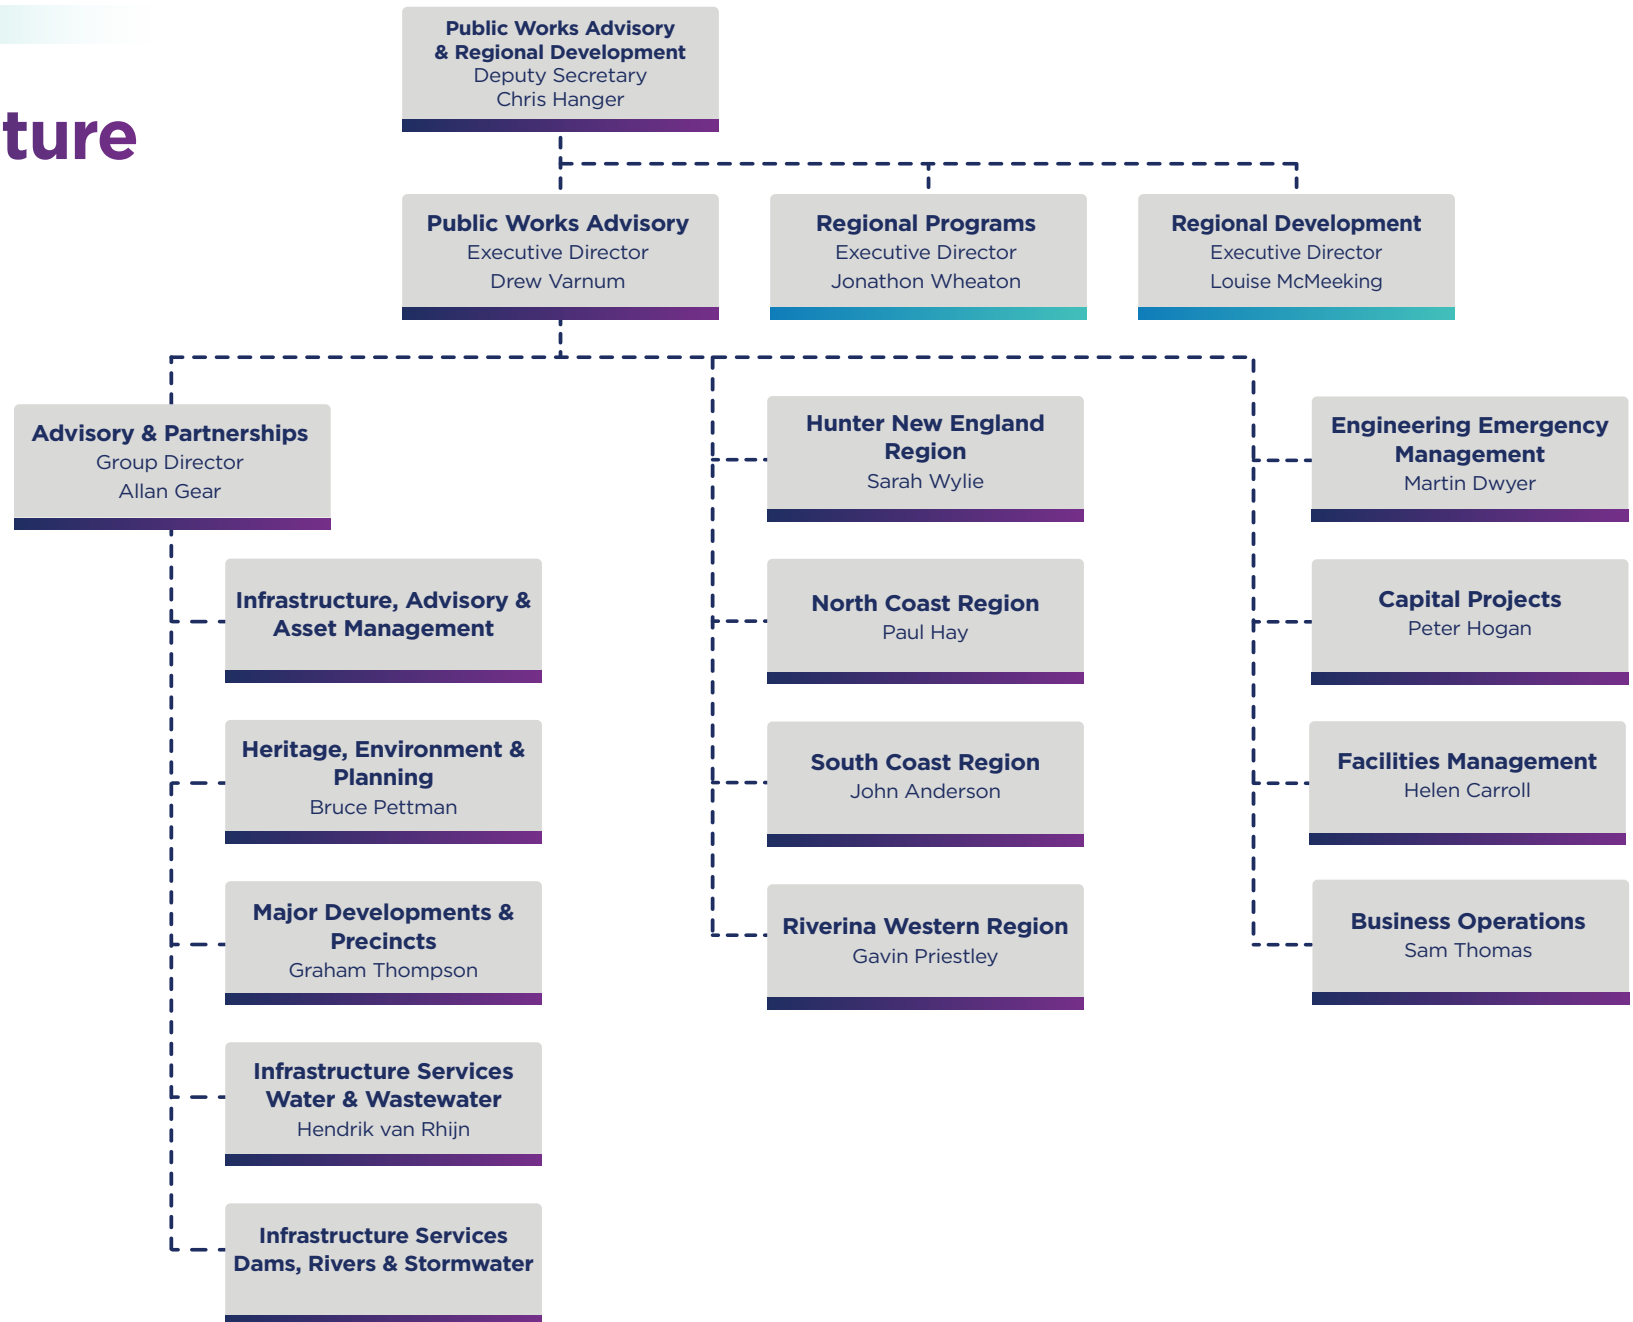 ture
Public Works Advisory
& Regional Development
Deputy Secretary
Chris Hanger
Public Works Advisory
Executive Director
Drew Varnum
Regional Programs
Executive Director
Jonathon Wheaton
Regional Development
Executive Director
Louise McMeeking
Advisory & Partnerships
Group Director
Allan Gear
Infrastructure, Advisory &
Asset Management
Heritage, Environment &
Planning
Bruce Pettman
Major Developments &
Precincts
Graham Thompson
Infrastructure Services
Water & Wastewater
Hendrik van Rhijn
Infrastructure Services
Dams, Rivers & Stormwater
Hunter New England
Region
Sarah Wylie
North Coast Region
Paul Hay
South Coast Region
John Anderson
Riverina Western Region
Gavin Priestley
Engineering Emergency
Management
Martin Dwyer
Capital Projects
Peter Hogan
Facilities Management
Helen Carroll
Business Operations
Sam Thomas